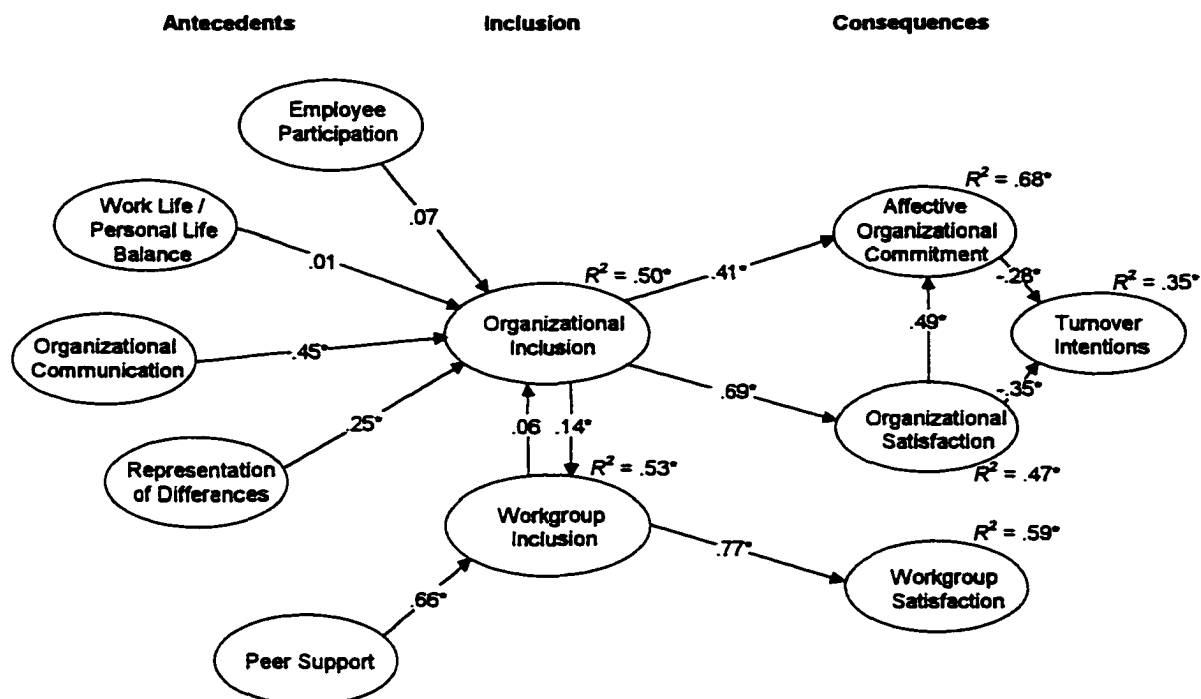 Antecedents Inclusion Consequences
Employee
Participation
Work Life /
Personal Life
Balance
Organizational
Communication
Representation
of Differences
Peer Support
.07
.01
.45*
.25*
.66*
R² = .50*
Organizational
Inclusion
.06 .14*
R² = .53*
Workgroup
Inclusion
.41*
.69*
.77*
R² = .68*
Affective
Organizational
Commitment
-.28*
.49*
-.35*
R² = .35*
Turnover
Intentions
Organizational
Satisfaction
R² = .47*
R² = .59*
Workgroup
Satisfaction